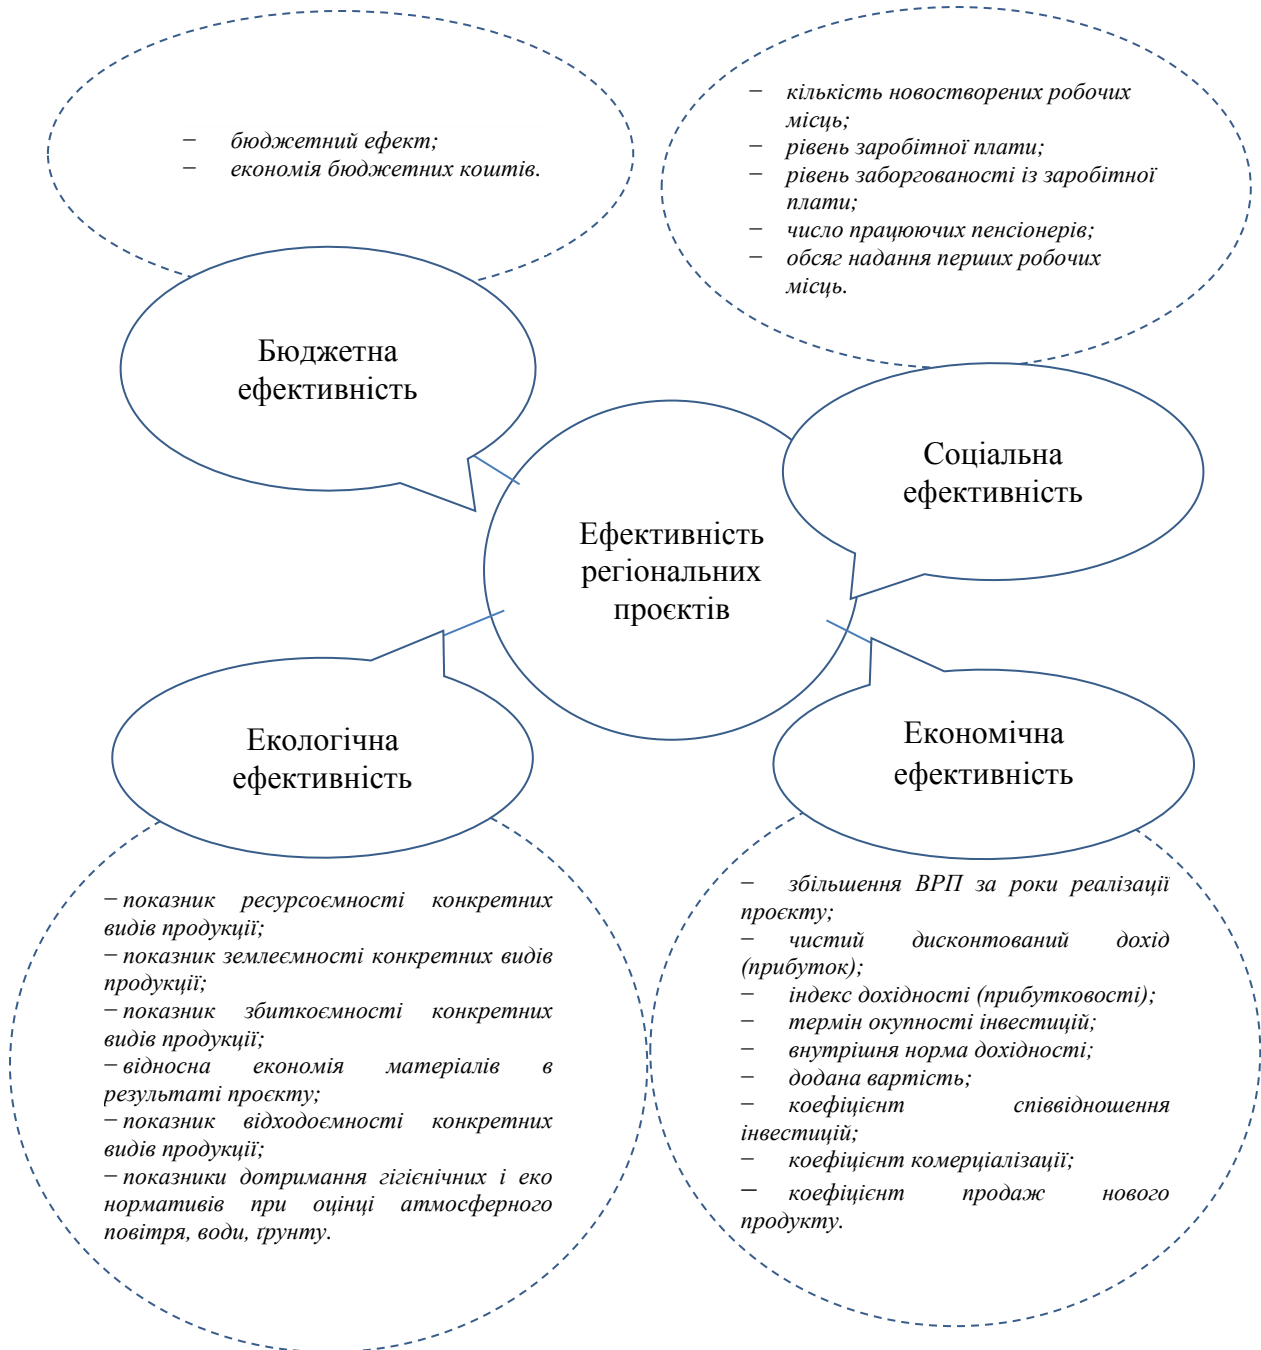 − бюджетний ефект;
− економія бюджетних коштів.
− кількість новостворених робочих
місць;
− рівень заробітної плати;
− рівень заборгованості із заробітної
плати;
− число працюючих пенсіонерів;
− обсяг надання перших робочих
місць.
Бюджетна
ефективність
Соціальна
ефективність
Ефективність
регіональних
проєктів
Екологічна
ефективність
Економічна
ефективність
− показник ресурсоємності конкретних
видів продукції;
− показник землеємності конкретних видів
продукції;
− показник збиткоємності конкретних
видів продукції;
− відносна економія матеріалів в
результаті проєкту;
− показник відходоємності конкретних
видів продукції;
− показники дотримання гігієнічних і еко
нормативів при оцінці атмосферного
повітря, води, ґрунту.
− збільшення ВРП за роки реалізації
проєкту;
− чистий дисконтований дохід
(прибуток);
− індекс дохідності (прибутковості);
− термін окупності інвестицій;
− внутрішня норма дохідності;
− додана вартість;
− коефіцієнт співвідношення
інвестицій;
− коефіцієнт комерціалізації;
− коефіцієнт продаж нового
продукту.